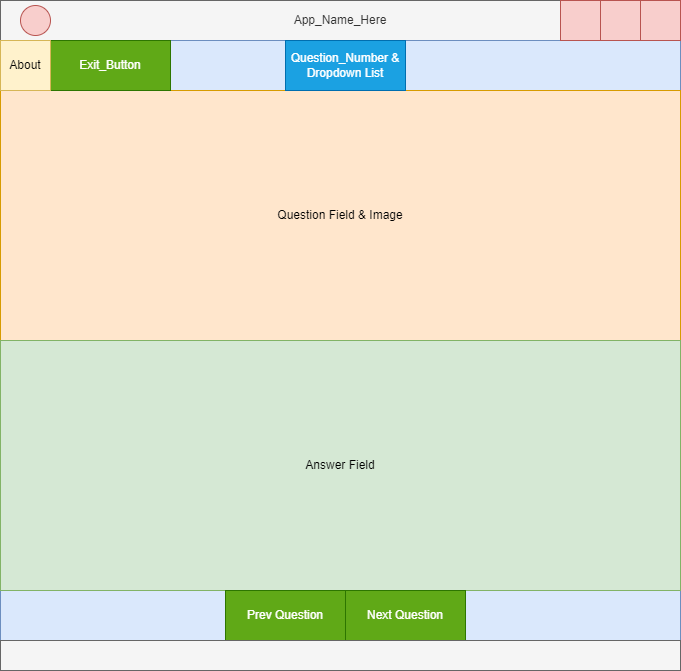 App_Name_Here
About
Exit_Button
Question_Number &
Dropdown List
Question Field & Image
Answer Field
Prev Question
Next Question